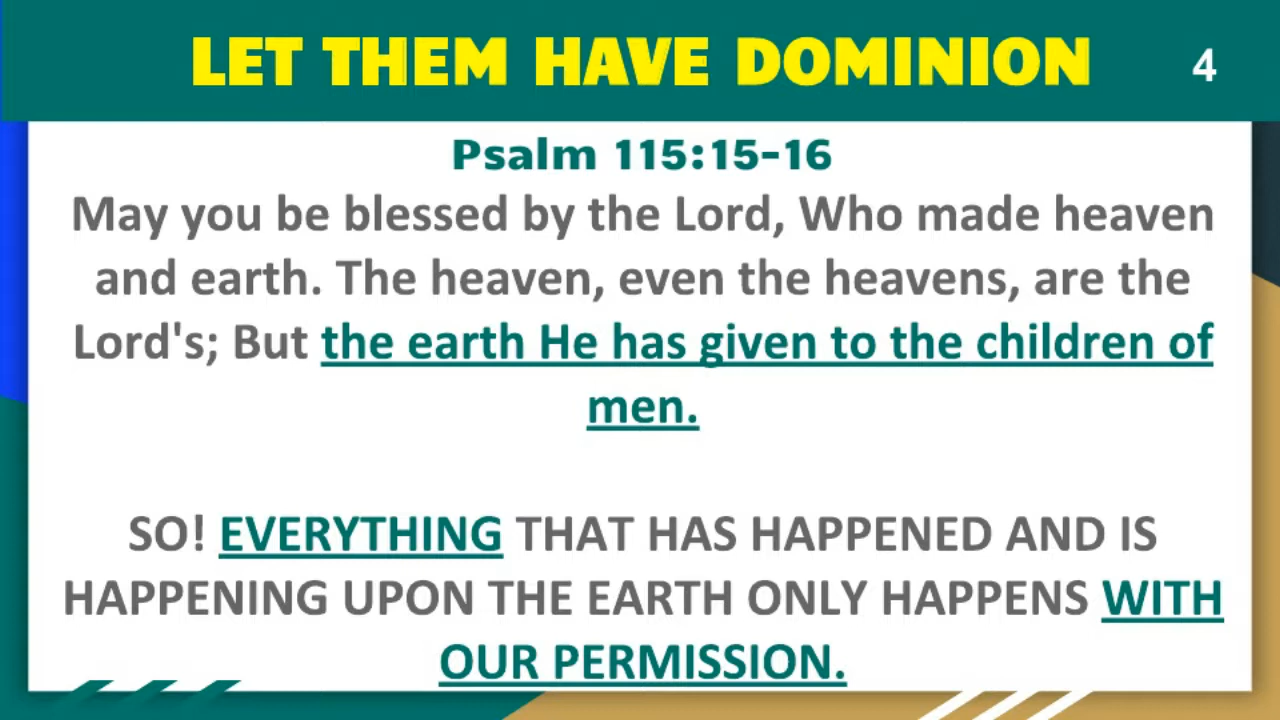 LET THEM HAVE DOMINION
4
Psalm 115:15-16
May you be blessed by the Lord, Who made heaven
and earth. The heaven, even the heavens, are the
Lord's; But the earth He has given to the children of
men.
SO! EVERYTHING THAT HAS HAPPENED AND IS
HAPPENING UPON THE EARTH ONLY HAPPENS WITH
OUR PERMISSION.